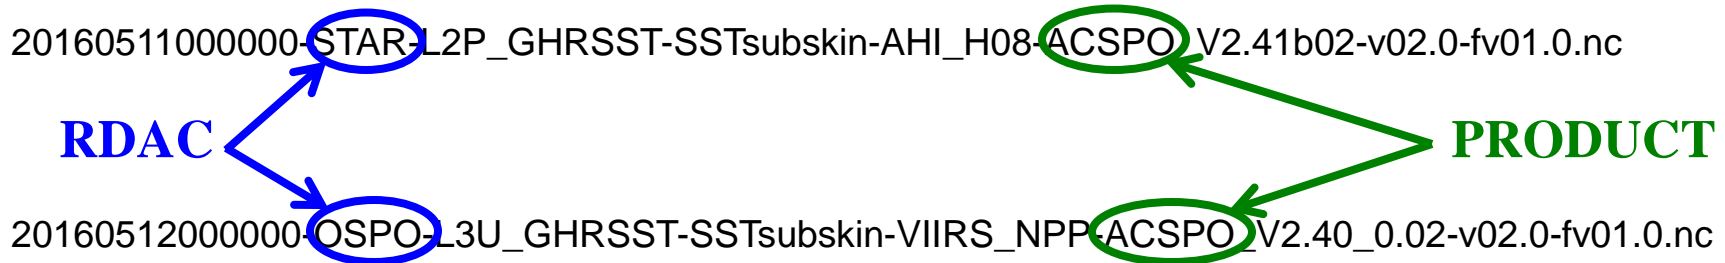 20160511000000-STAR-L2P_GHRSST-SSTsubskin-AHI_H08-ACSPO_V2.41b02-v02.0-fv01.0.nc
RDAC PRODUCT
20160512000000-OSPO-L3U_GHRSST-SSTsubskin-VIIRS_NPP-ACSPO_V2.40_0.02-v02.0-fv01.0.nc